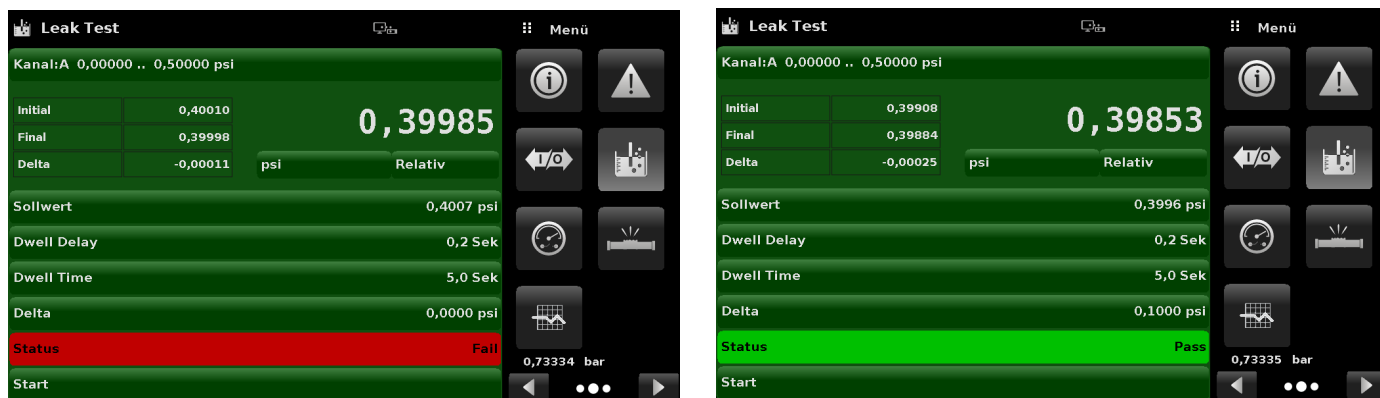 Leak Test
Menü
Kanal:A 0,00000 .. 0,50000 psi
Initial 0,40010
0,39985
Final 0,39998
Delta -0,00011
psi Relativ
I/O
Sollwert 0,4007 psi
Dwell Delay 0,2 Sek
Dwell Time 5,0 Sek
Delta 0,0000 psi
Status Fail
0,73334 bar
Start
Leak Test
Menü
Kanal:A 0,00000 .. 0,50000 psi
Initial 0,39908
0,39853
Final 0,39884
Delta -0,00025
psi Relativ
I/O
Sollwert 0,3996 psi
Dwell Delay 0,2 Sek
Dwell Time 5,0 Sek
Delta 0,1000 psi
Status Pass
0,73335 bar
Start